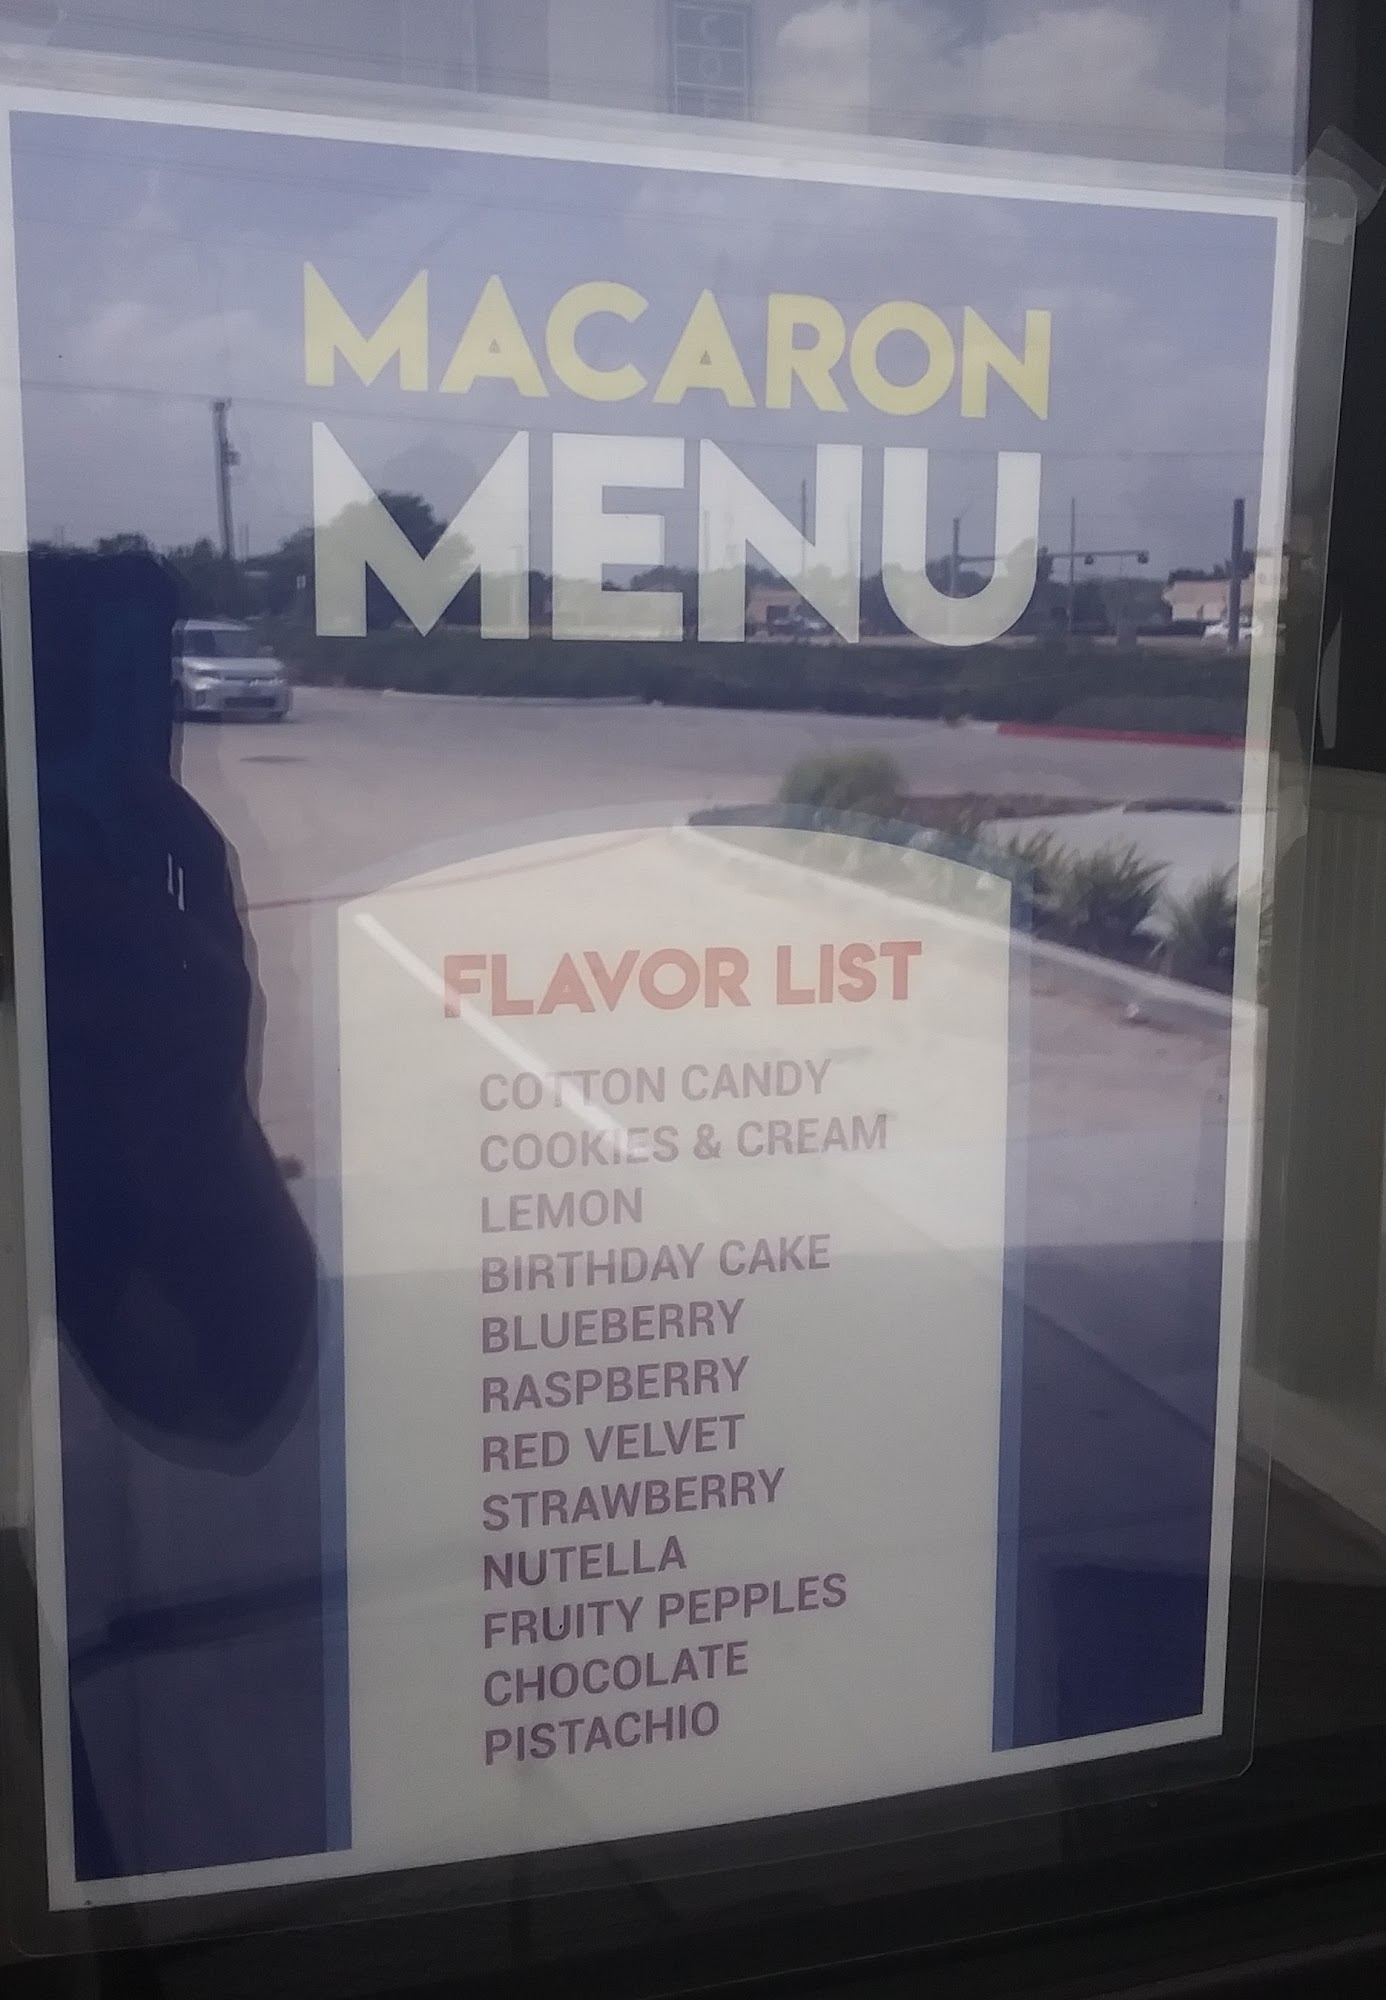 MACARON
MENU
FLAVOR LIST
COTTON CANDY
COOKIES & CREAM
LEMON
BIRTHDAY CAKE
BLUEBERRY
RASPBERRY
RED VELVET
STRAWBERRY
NUTELLA
FRUITY PEPPLES
CHOCOLATE
PISTACHIO